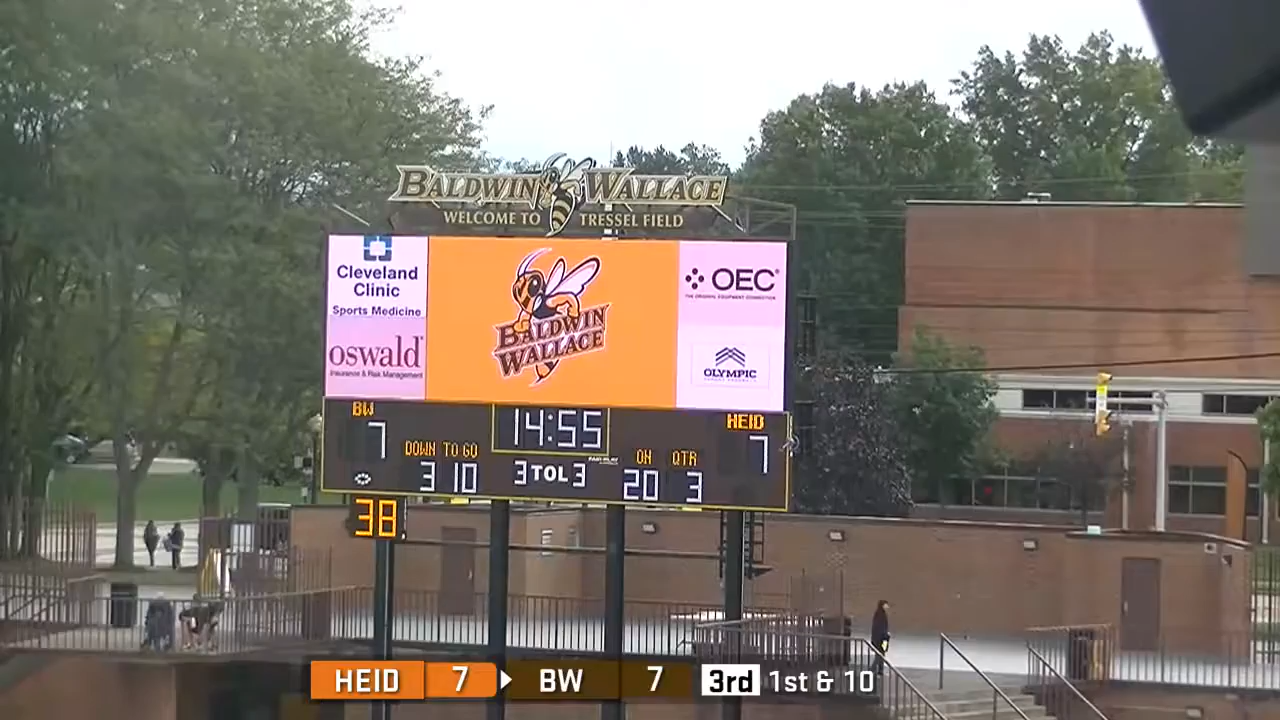 BALDWIN WALLACE
WELCOME TO TRESSEL FIELD
Cleveland
Clinic
Sports Medicine
oswald
Insurance & Risk Management
BALDWIN
WALLACE
OEC
THE ORIGINAL EQUIPMENT CONNECTION
OLYMPIC
BW
7
DOWN TO GO
3 10
14:55
3 TOL 3
ON QTR
20 3
HEID
7
38
HEID 7 BW 7 3rd 1st & 10